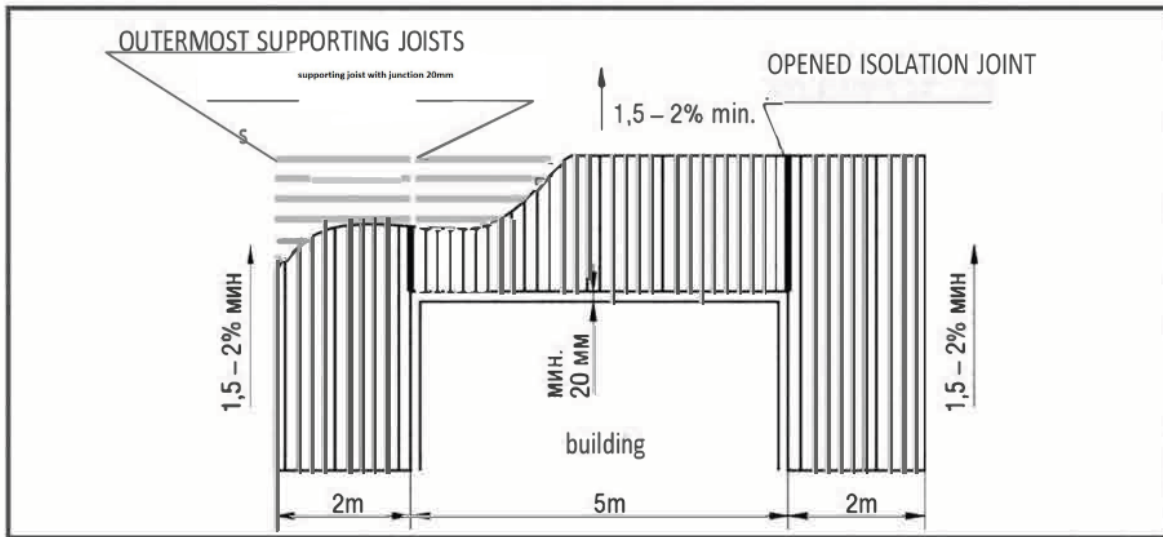 OUTERMOST SUPPORTING JOISTS
supporting joist with junction 20mm
OPENED ISOLATION JOINT
S
1,5 – 2% min.
1,5 – 2% мин
мин.
20 мм
1,5 – 2% мин
building
2m
5m
2m